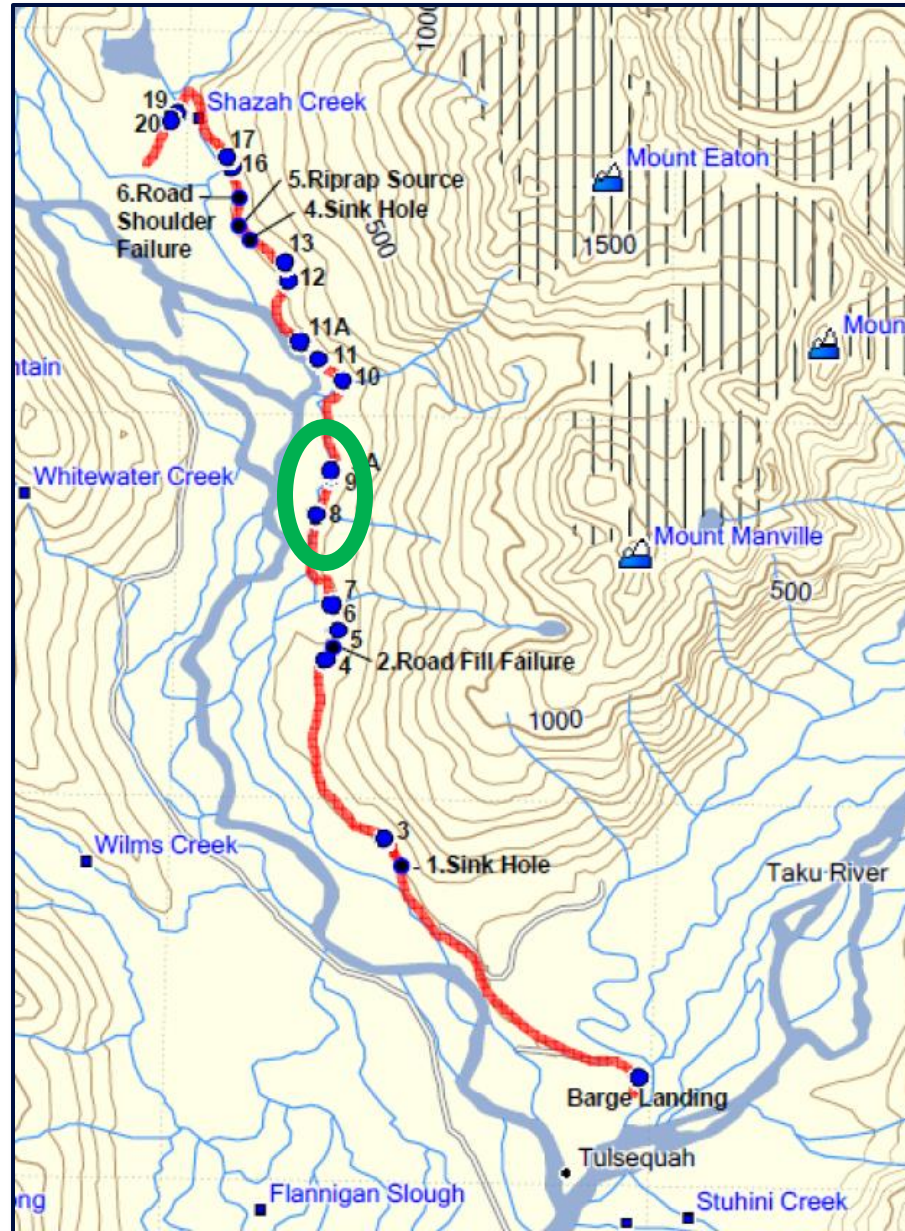 1000
19
Shazah Creek
20
17
16
Mount Eaton
5.Riprap Source
6.Road
Shoulder
Failure
4.Sink Hole
500
1500
13
12
11A
Moun
11
ntain
10
A
9
Whitewater Creek
8
Mount Manville
500
7
6
5
2.Road Fill Failure
4
1000
3
Wilms Creek
1.Sink Hole
Taku River
Barge Landing
Tulsequah
Flannigan Slough
ong
Stuhini Creek